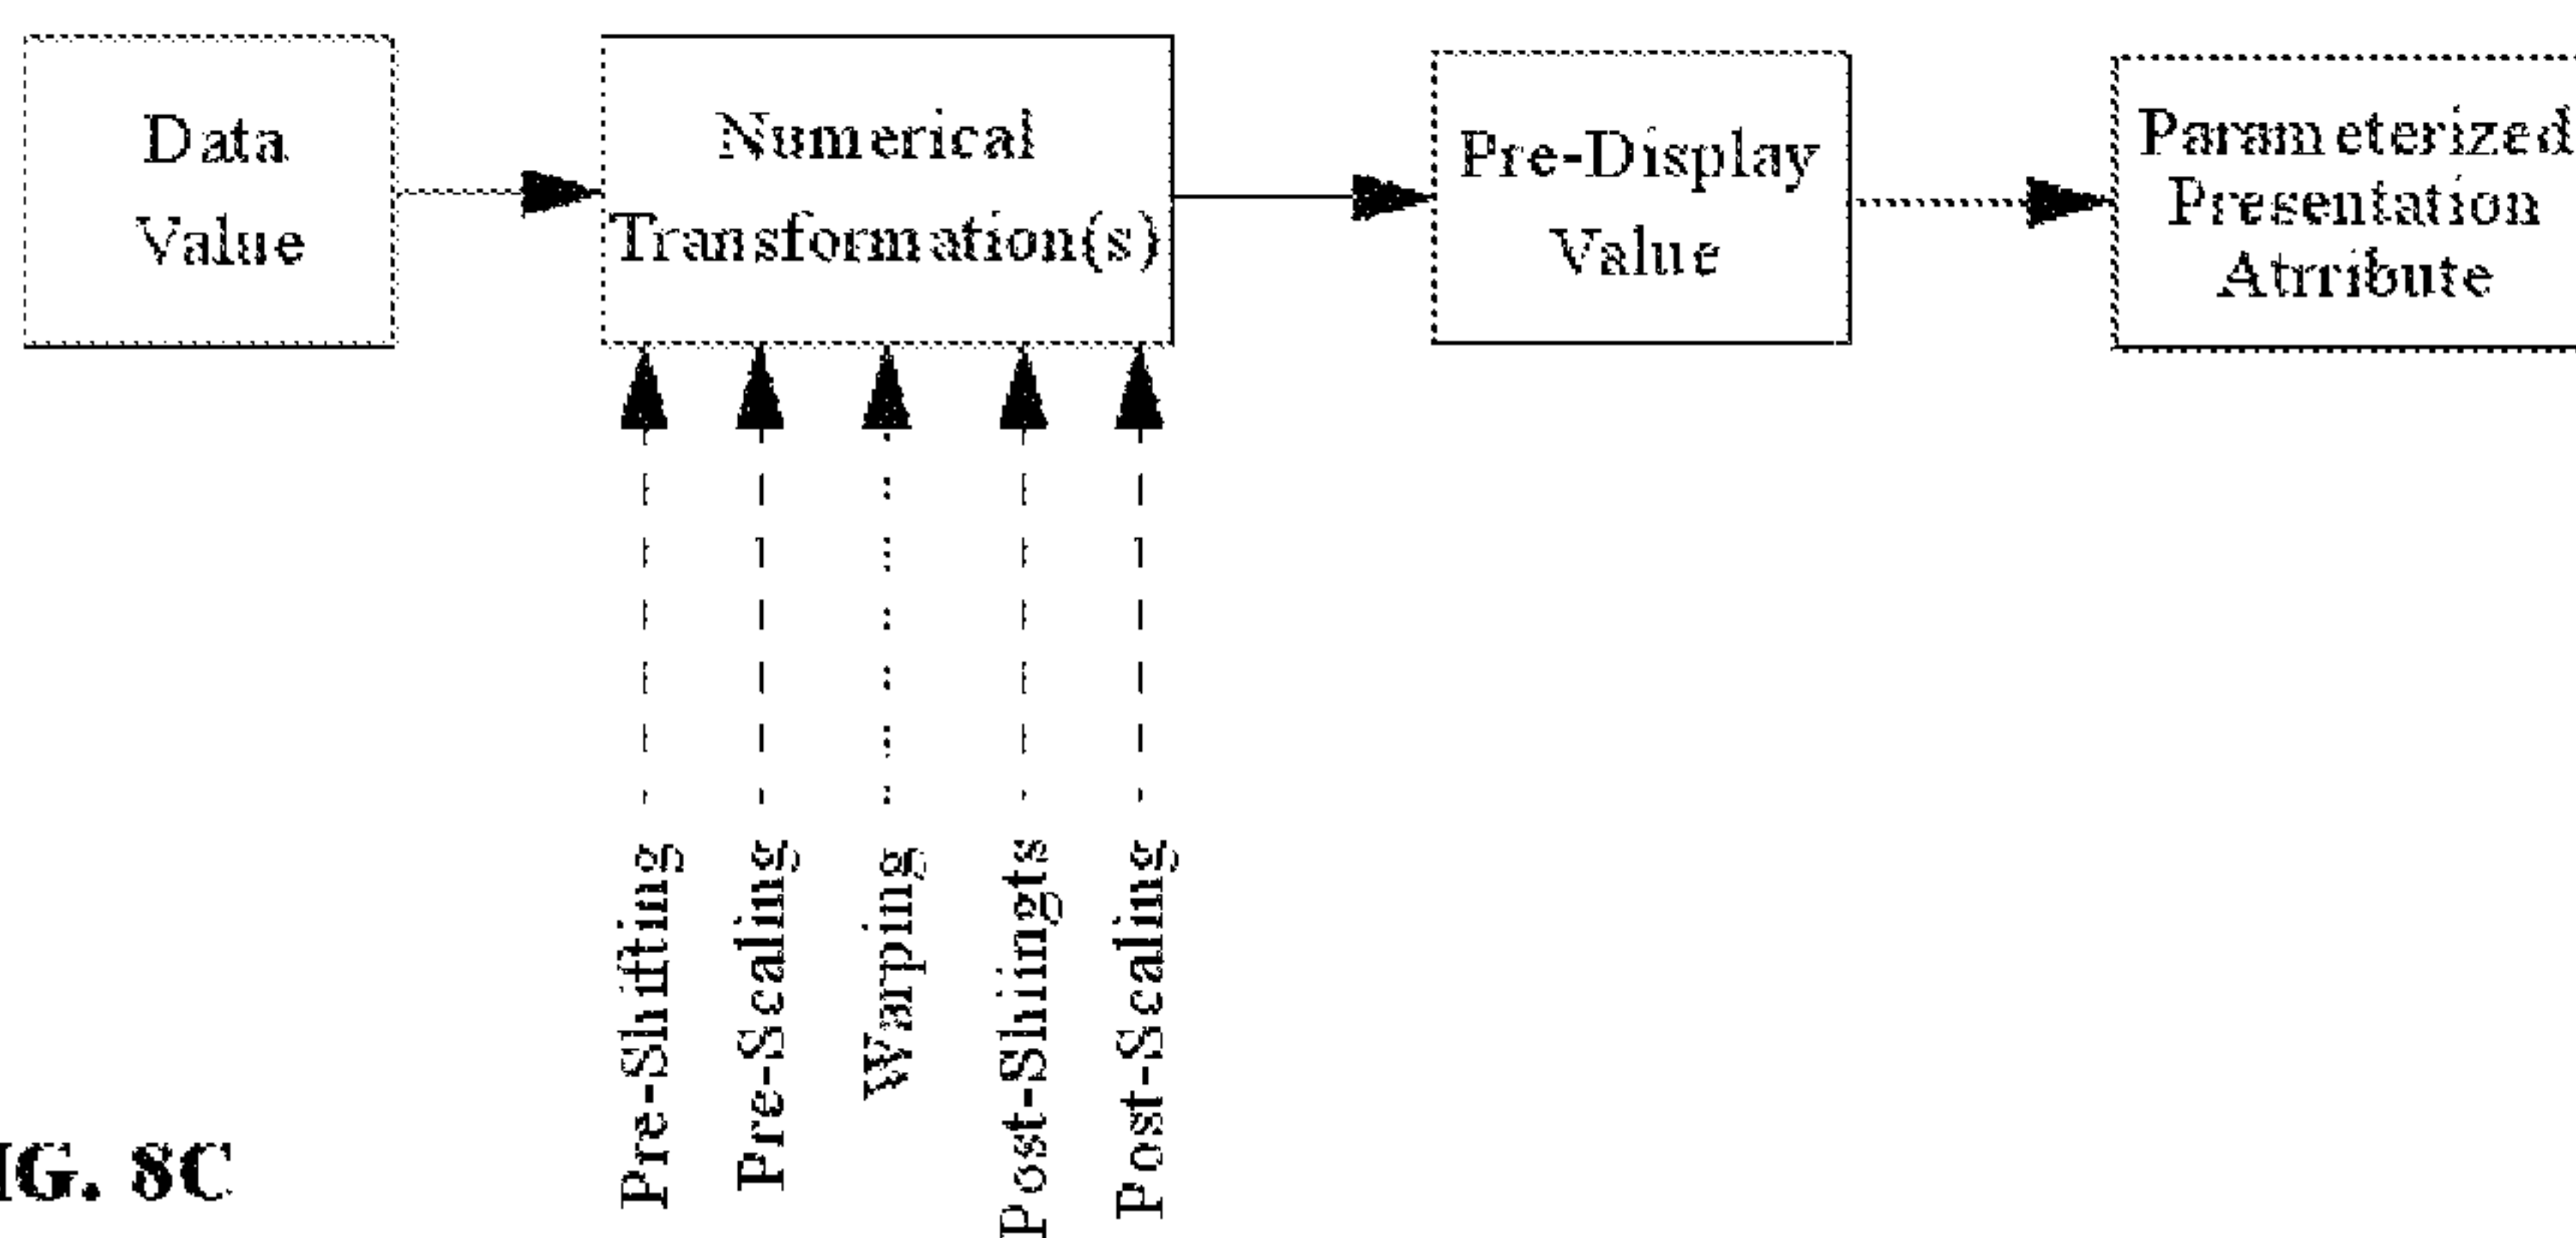 Data
Value
Numerical
Transformation(s)
Pre-Display
Value
Parameterized
Presentation
Atrribute
Pre-Shifting
Pre-Scaling
Warping
Post-Shiingts
Post-Scaling
IG. 8C